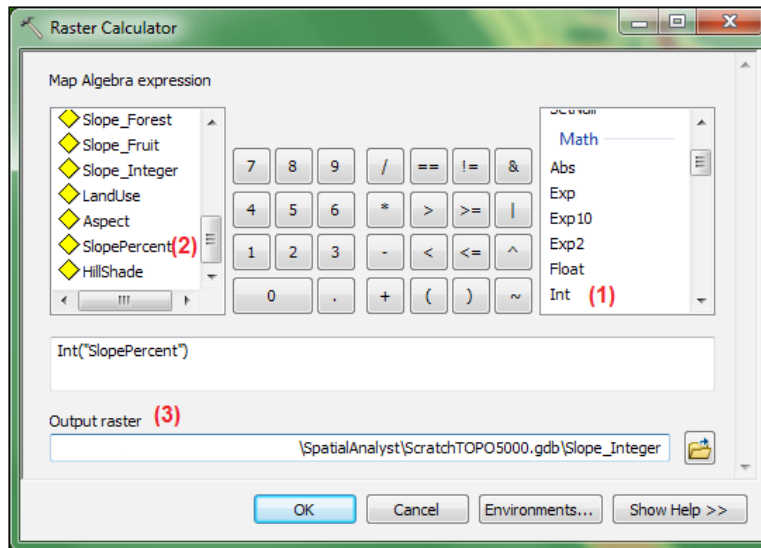 Raster Calculator
Map Algebra expression
Slope_Forest
Slope_Fruit
Slope_Integer
LandUse
Aspect
SlopePercent (2)
HillShade
7 8 9 / == != &
4 5 6 * > >= |
1 2 3 - < <= ^
0 . + ( ) ~
Math
Abs
Exp
Exp10
Exp2
Float
Int (1)
Int("SlopePercent")
Output raster (3)
\SpatialAnalyst\ScratchTOPO5000.gdb\Slope_Integer
OK Cancel Environments... Show Help >>